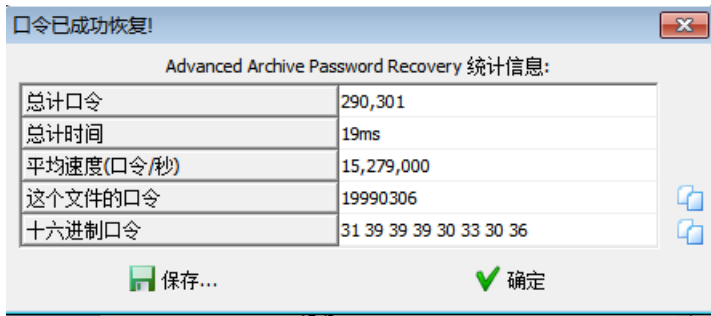 口令已成功恢复!
Advanced Archive Password Recovery 统计信息:
总计口令 290,301
总计时间 19ms
平均速度(口令/秒) 15,279,000
这个文件的口令 19990306
十六进制口令 31 39 39 39 30 33 30 36
保存... 确定